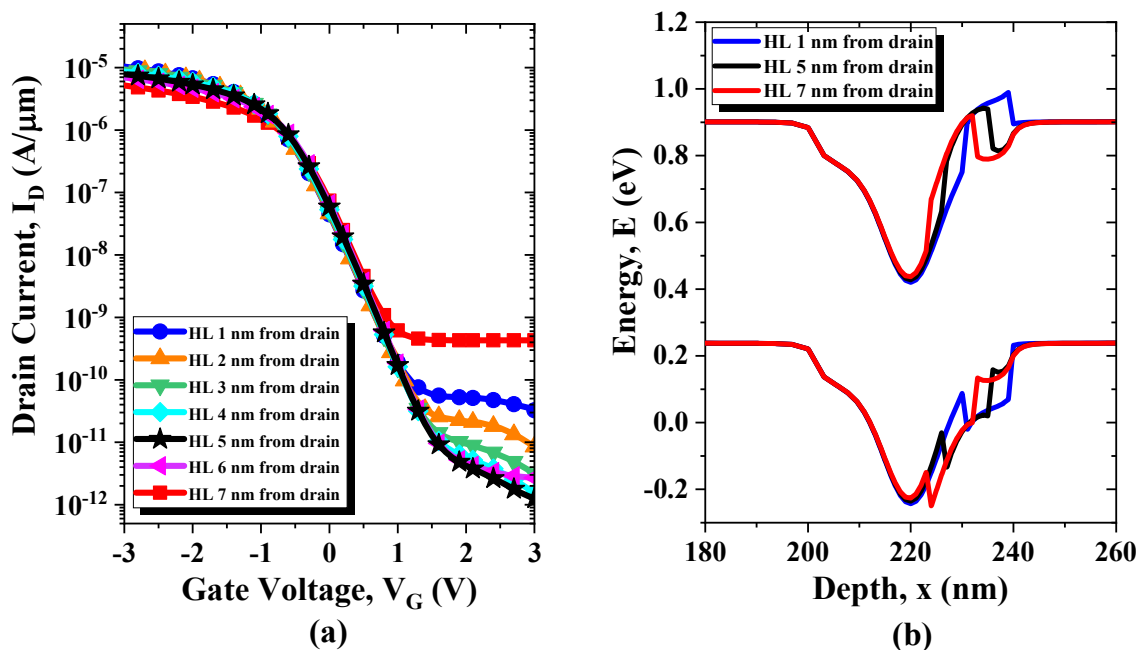 Drain Current, I_D (A/μm)
10^-5
10^-6
10^-7
10^-8
10^-9
10^-10
10^-11
10^-12
HL 1 nm from drain
HL 2 nm from drain
HL 3 nm from drain
HL 4 nm from drain
HL 5 nm from drain
HL 6 nm from drain
HL 7 nm from drain
-3 -2 -1 0 1 2 3
Gate Voltage, V_G (V)
(a)
Energy, E (eV)
1.2
0.8
0.4
0.0
-0.2
HL 1 nm from drain
HL 5 nm from drain
HL 7 nm from drain
1.0
0.8
0.6
0.4
0.2
180 200 220 240 260
Depth, x (nm)
(b)